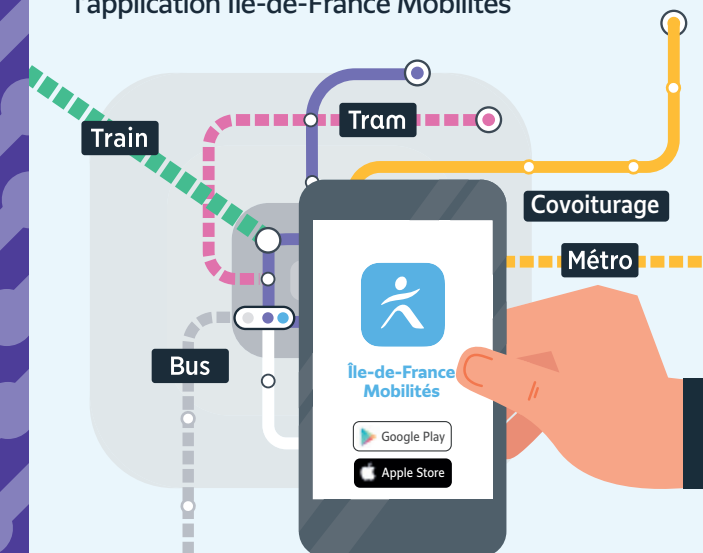 l'application Île-de-France Mobilités
Train
Tram
Covoiturage
Métro
Bus
Île-de-France
Mobilités
Google Play
Apple Store